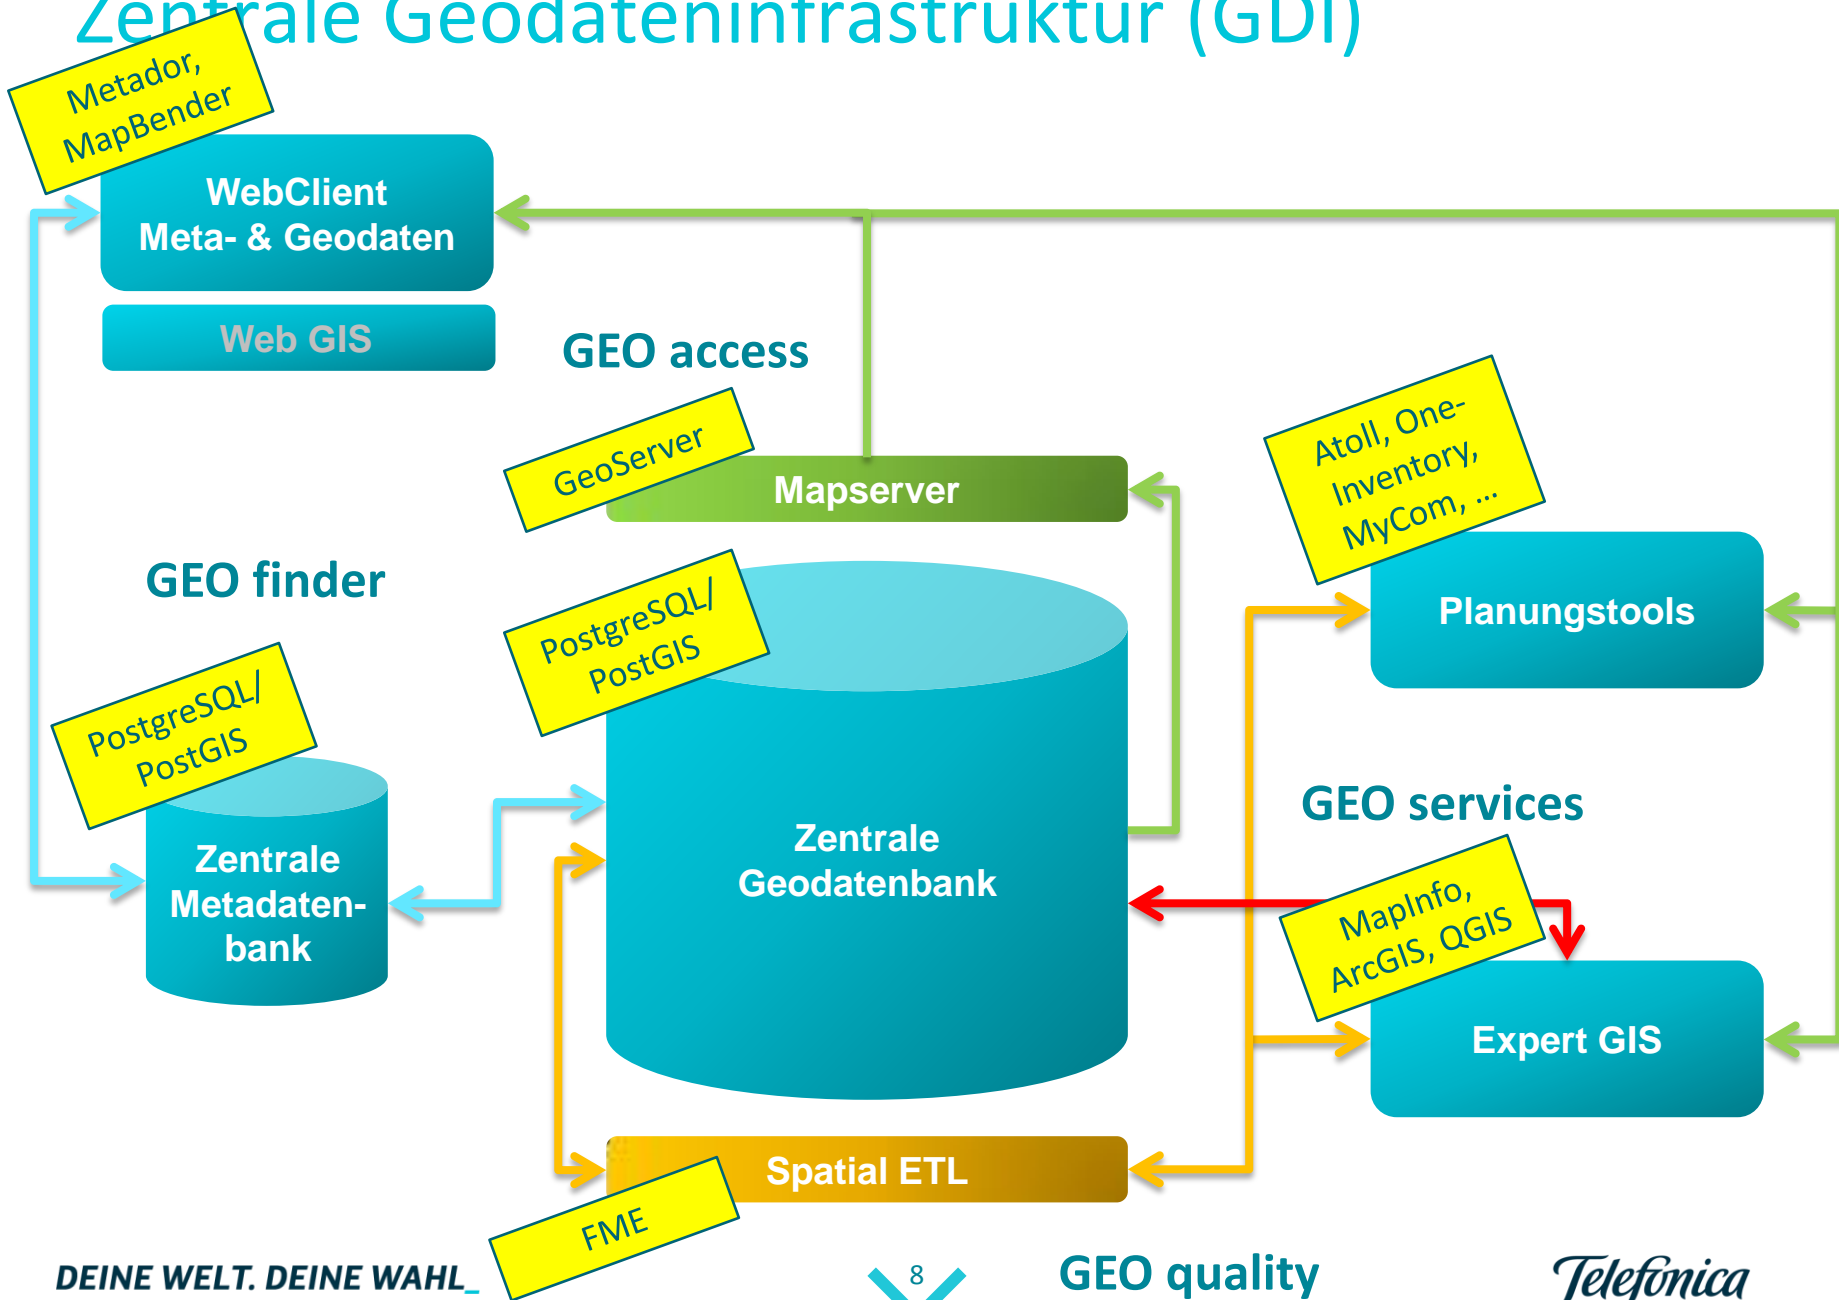 Zentrale Geodateninfrastruktur (GDI)
Metador,
MapBender
WebClient
Meta- & Geodaten
Web GIS
GEO access
GeoServer
Mapserver
Atoll, One-
Inventory,
MyCom, ...
Planungstools
GEO finder
PostgreSQL/
PostGIS
PostgreSQL/
PostGIS
Zentrale
Metadaten-
bank
Zentrale
Geodatenbank
GEO services
MapInfo,
ArcGIS, QGIS
Expert GIS
Spatial ETL
FME
GEO quality
DEINE WELT. DEINE WAHL_
8
Telefónica